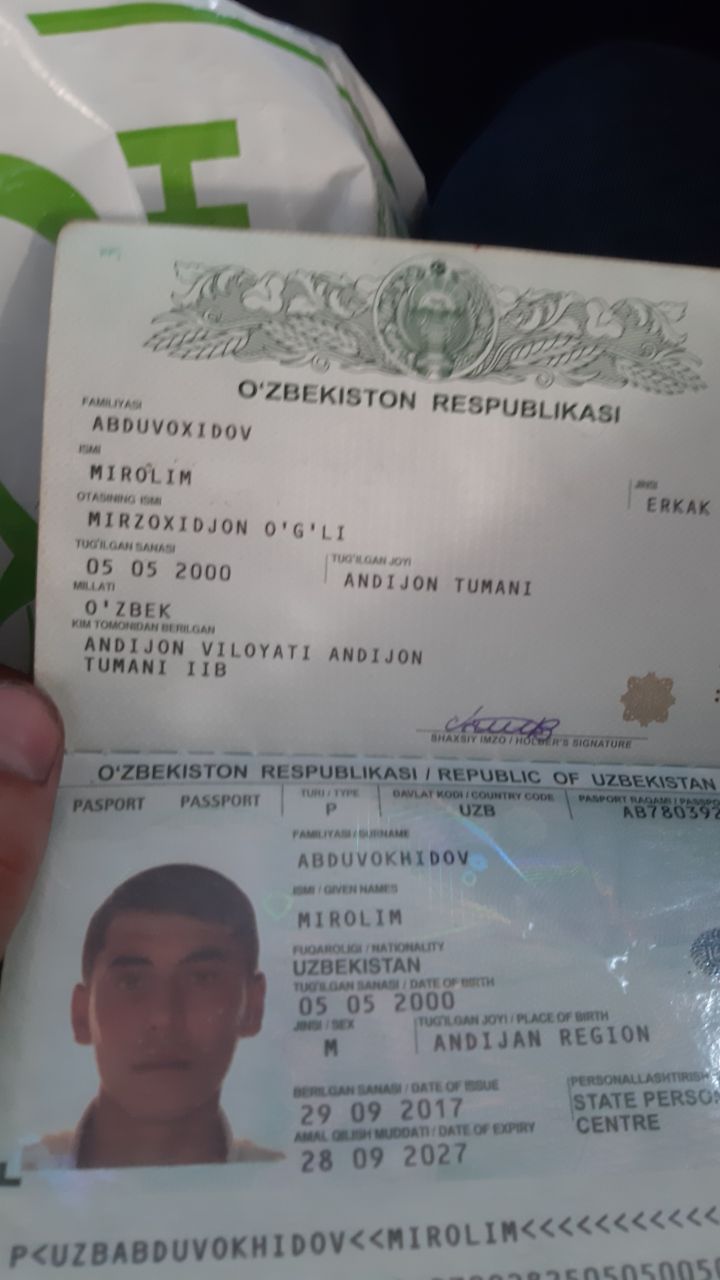 O'ZBEKISTON RESPUBLIKASI
FAMILIYASI
ABDUVOXIDOV
ISMI
MIROLIM
JINSI
ERKAK
OTASINING ISMI
MIRZOXIDJON O'G'LI
TUG'ILGAN SANASI
05 05 2000
TUG'ILGAN JOYI
ANDIJON TUMANI
MILLATI
O'ZBEK
KIM TOMONIDAN BERILGAN
ANDIJON VILOYATI ANDIJON
TUMANI IIB
SHAXSIY IMZO / HOLDER'S SIGNATURE
O'ZBEKISTON RESPUBLIKASI / REPUBLIC OF UZBEKISTAN
PASPORT PASSPORT
TURI / TYPE
P
DAVLAT KODI / COUNTRY CODE
UZB
PASPORT RAQAMI / PASSPO
AB780392
FAMILIYASI / SURNAME
ABDUVOKHIDOV
ISMI / GIVEN NAMES
MIROLIM
FUQAROLIGI / NATIONALITY
UZBEKISTAN
TUG'ILGAN SANASI / DATE OF BIRTH
05 05 2000
JINSI / SEX
M
TUG'ILGAN JOYI / PLACE OF BIRTH
ANDIJAN REGION
BERILGAN SANASI / DATE OF ISSUE
29 09 2017
PERSONALLASHTIRISH
STATE PERSO
CENTRE
AMAL QILISH MUDDATI / DATE OF EXPIRY
28 09 2027
P<UZBABDUVOKHIDOV<<MIROLIM<<<<<<<<<<<